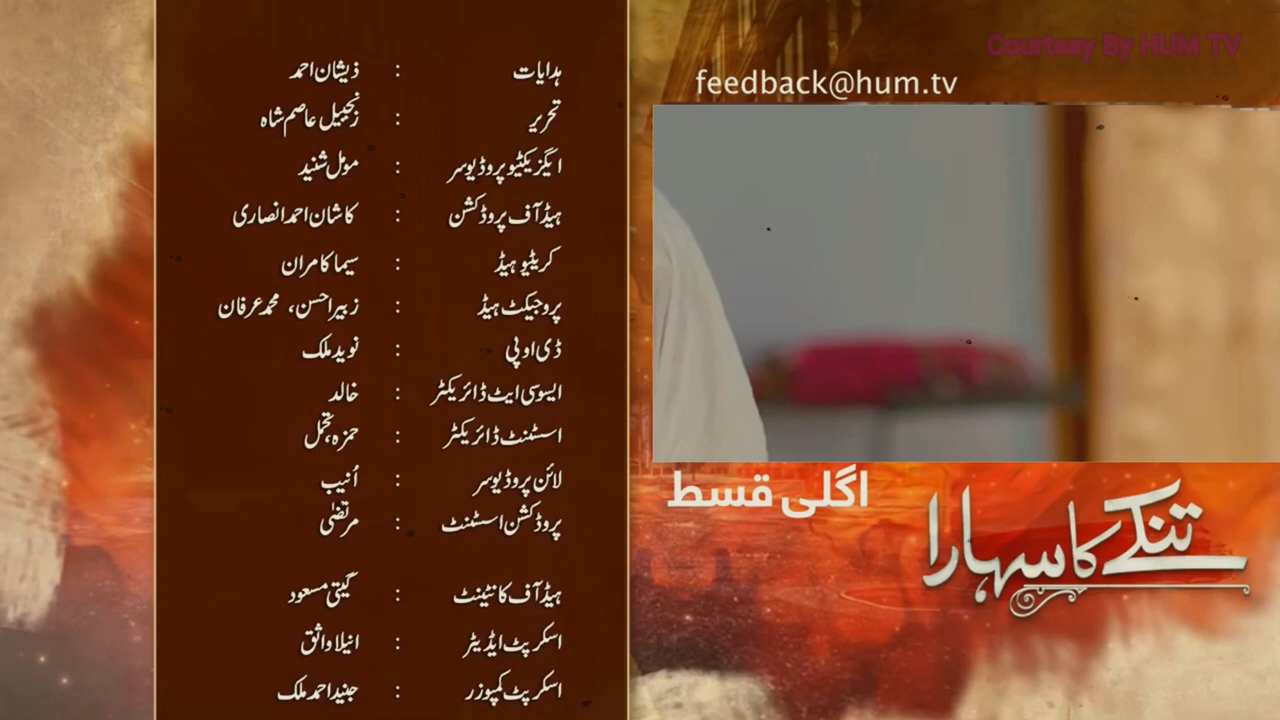 Courtesy By HUM TV
feedback@hum.tv
ہدایات : ذیشان احمد
تحریر : زنجبیل عاصم شاہ
ایگزیکٹیو پروڈیوسر : مومل شنید
ہیڈ آف پروڈکشن : کاشان احمد انصاری
کریٹیو ہیڈ : سیما کامران
پروجیکٹ ہیڈ : زبیر احسن، محمد عرفان
ڈی او پی : نوید ملک
ایسوسی ایٹ ڈائریکٹر : خالد
اسسٹنٹ ڈائریکٹر : حمزہ، تجمل
لائن پروڈیوسر : اُنیب
پروڈکشن اسسٹنٹ : مرتضیٰ
ہیڈ آف کانٹینٹ : گیتی مسعود
اسکرپٹ ایڈیٹر : انیلا واثق
اسکرپٹ کمپوزر : جنید احمد ملک
اگلی قسط
تنکے کا سہارا